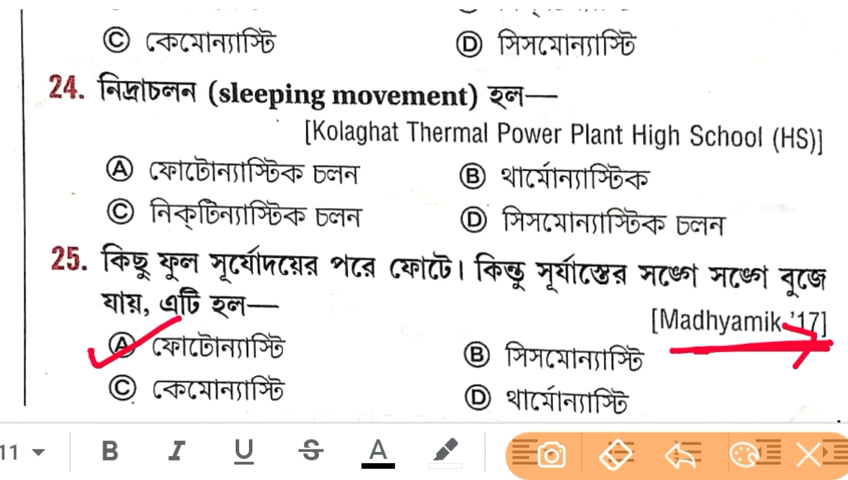 Ⓒ কেমোন্যাস্টি Ⓓ সিসমোন্যাস্টি
24. নিদ্রাচলন (sleeping movement) হল—
[Kolaghat Thermal Power Plant High School (HS)]
Ⓐ ফোটোন্যাস্টিক চলন Ⓑ থার্মোন্যাস্টিক
Ⓒ নিক্‌টিন্যাস্টিক চলন Ⓓ সিসমোন্যাস্টিক চলন
25. কিছু ফুল সূর্যোদয়ের পরে ফোটে। কিন্তু সূর্যাস্তের সঙ্গে সঙ্গে বুজে
যায়, এটি হল—
[Madhyamik '17]
Ⓐ ফোটোন্যাস্টি Ⓑ সিসমোন্যাস্টি
Ⓒ কেমোন্যাস্টি Ⓓ থার্মোন্যাস্টি
11 B I U S A